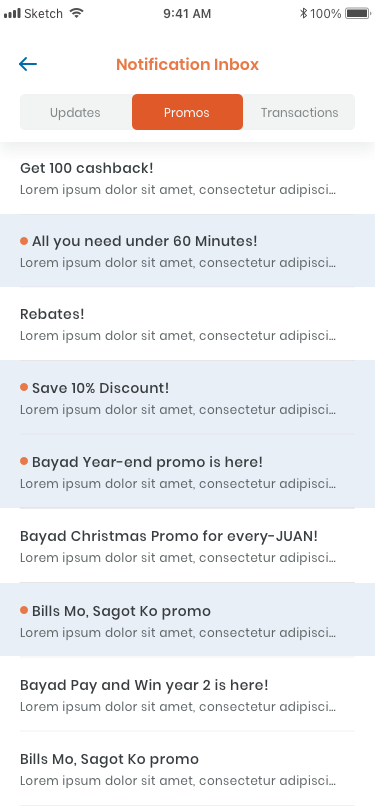 Sketch 9:41 AM 100%
Notification Inbox
Updates Promos Transactions
Get 100 cashback!
Lorem ipsum dolor sit amet, consectetur adipisci...
All you need under 60 Minutes!
Lorem ipsum dolor sit amet, consectetur adipisci...
Rebates!
Lorem ipsum dolor sit amet, consectetur adipisci...
Save 10% Discount!
Lorem ipsum dolor sit amet, consectetur adipisci...
Bayad Year-end promo is here!
Lorem ipsum dolor sit amet, consectetur adipisci...
Bayad Christmas Promo for every-JUAN!
Lorem ipsum dolor sit amet, consectetur adipisci...
Bills Mo, Sagot Ko promo
Lorem ipsum dolor sit amet, consectetur adipisci...
Bayad Pay and Win year 2 is here!
Lorem ipsum dolor sit amet, consectetur adipisci...
Bills Mo, Sagot Ko promo
Lorem ipsum dolor sit amet, consectetur adipisci...